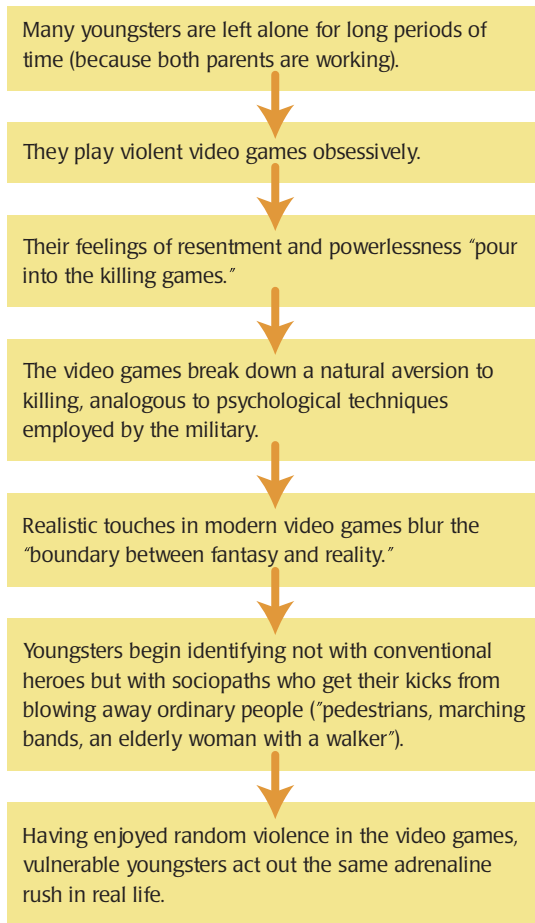 Many youngsters are left alone for long periods of
time (because both parents are working).
They play violent video games obsessively.
Their feelings of resentment and powerlessness “pour
into the killing games.”
The video games break down a natural aversion to
killing, analogous to psychological techniques
employed by the military.
Realistic touches in modern video games blur the
“boundary between fantasy and reality.”
Youngsters begin identifying not with conventional
heroes but with sociopaths who get their kicks from
blowing away ordinary people (“pedestrians, marching
bands, an elderly woman with a walker”).
Having enjoyed random violence in the video games,
vulnerable youngsters act out the same adrenaline
rush in real life.